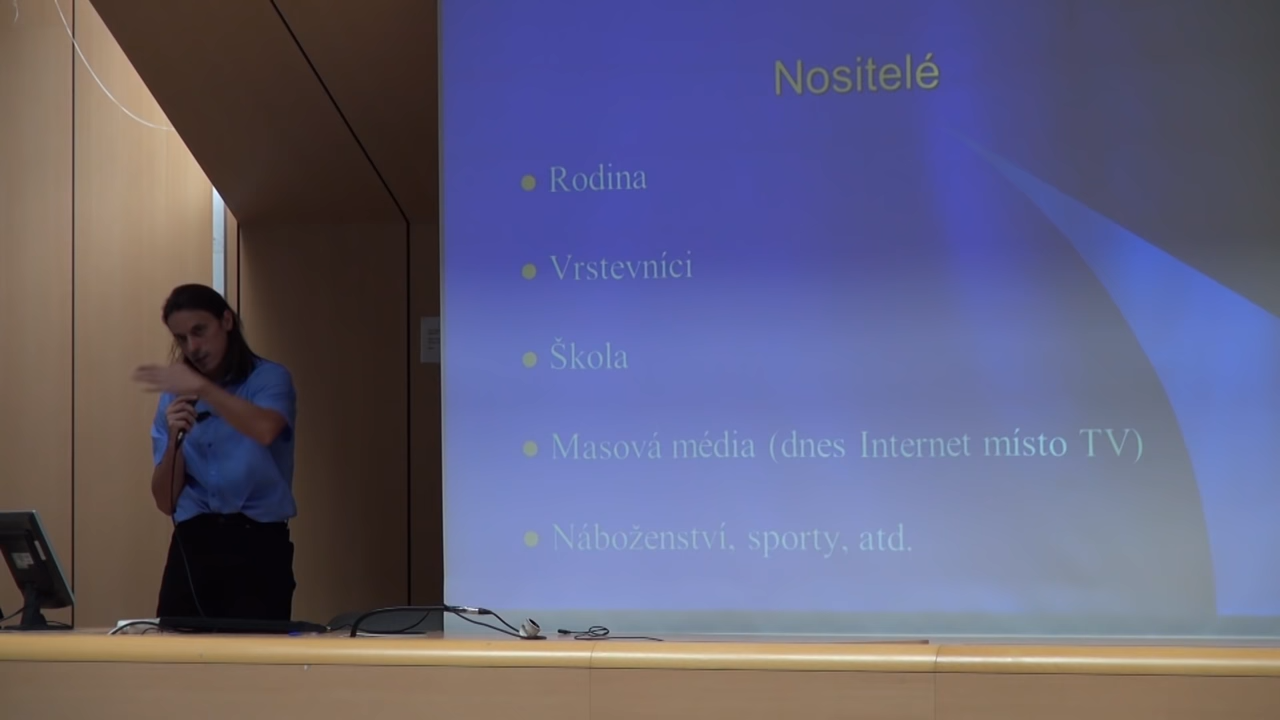 Nositelé
Rodina
Vrstevníci
Škola
Masová média (dnes Internet místo TV)
Náboženství, sporty, atd.